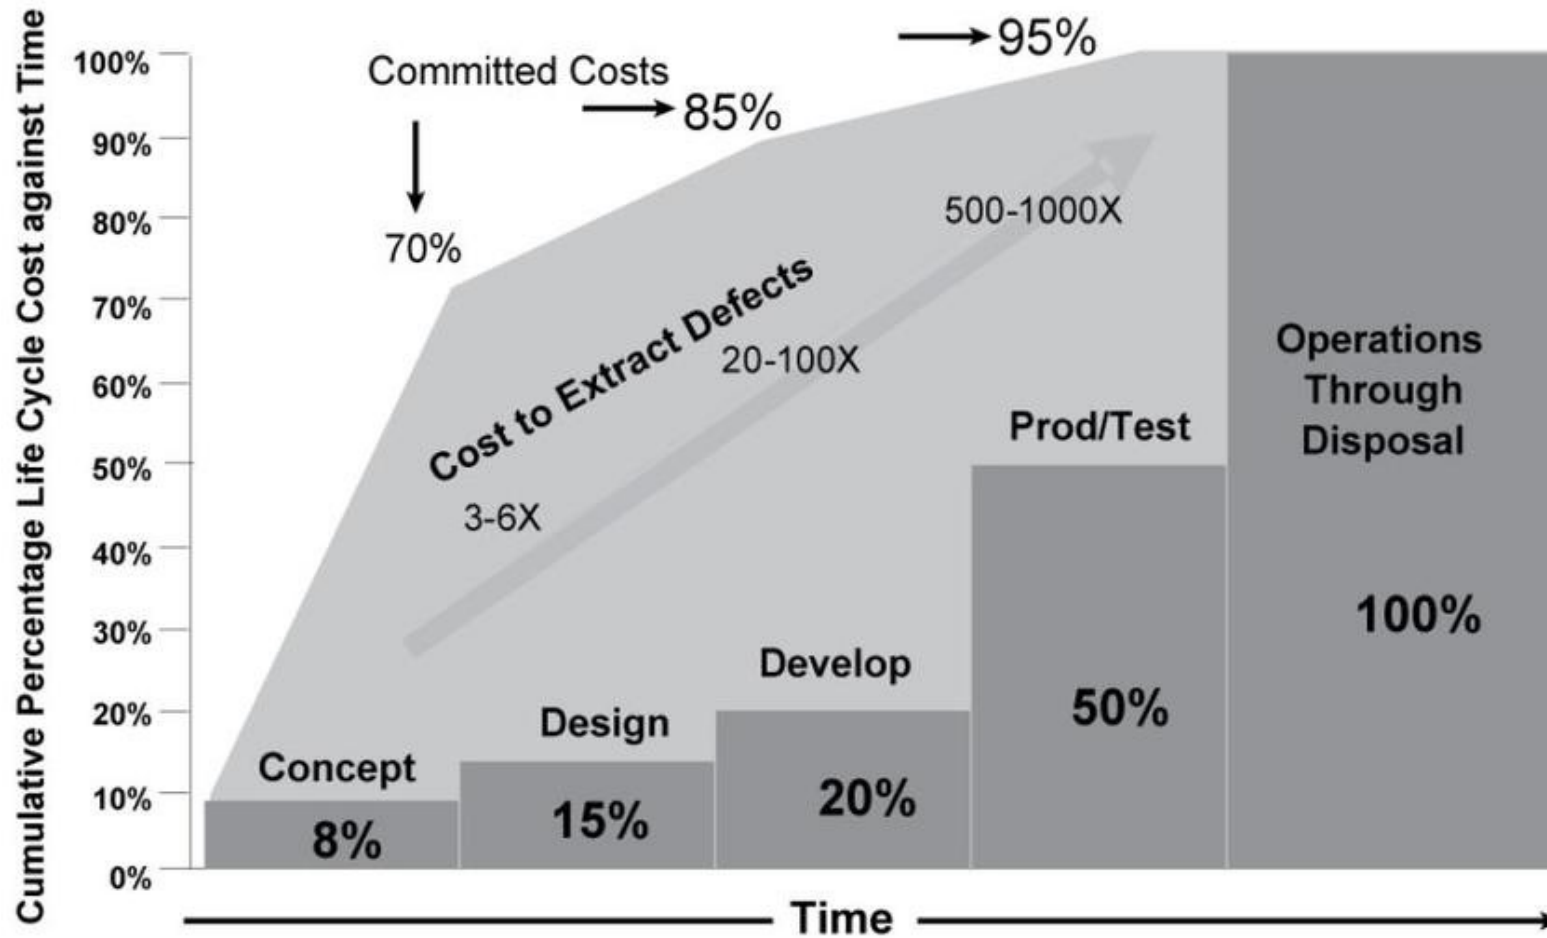 Cumulative Percentage Life Cycle Cost against Time
100%
90%
80%
70%
60%
50%
40%
30%
20%
10%
0%
Committed Costs
70%
85%
95%
Cost to Extract Defects
3-6X
20-100X
500-1000X
Concept
8%
Design
15%
Develop
20%
Prod/Test
50%
Operations
Through
Disposal
100%
Time